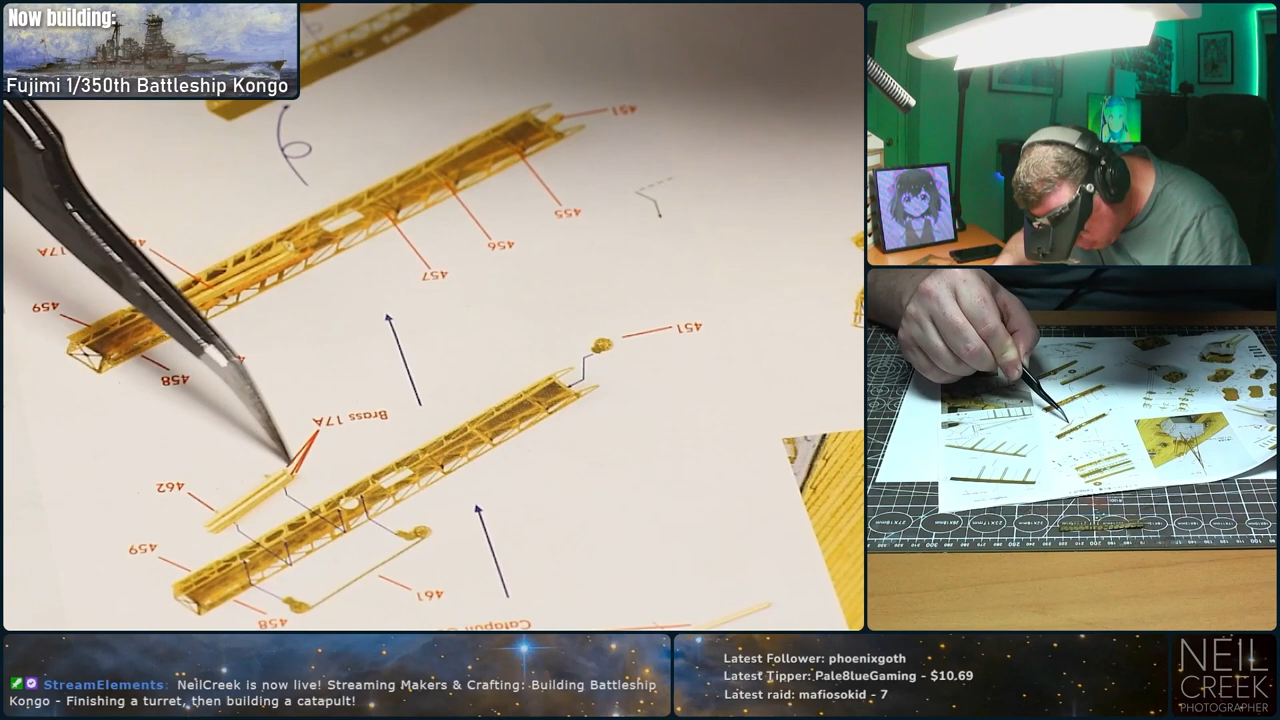 Now building:
Fujimi 1/350th Battleship Kongo
451
455
456
457
17A
459
458
451
Brass 17A
462
459
461
458
StreamElements: NeilCreek is now live! Streaming Makers & Crafting: Building Battleship
Kongo - Finishing a turret, then building a catapult!
Latest Follower: phoenixgoth
Latest Tipper: Pale8lueGaming - $10.69
Latest raid: mafiosokid - 7
NEIL
CREEK
PHOTOGRAPHER